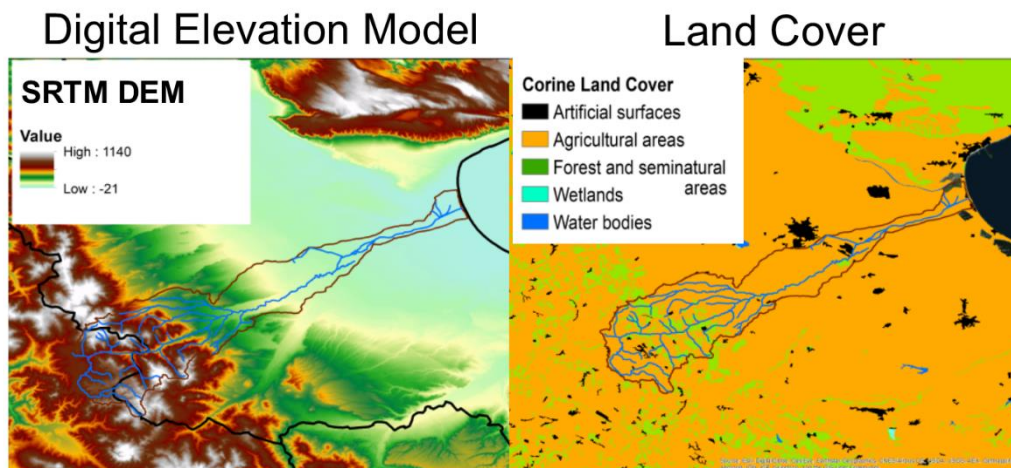 Digital Elevation Model
SRTM DEM
Value
High : 1140
Low : -21
Land Cover
Corine Land Cover
Artificial surfaces
Agricultural areas
Forest and seminatural
areas
Wetlands
Water bodies